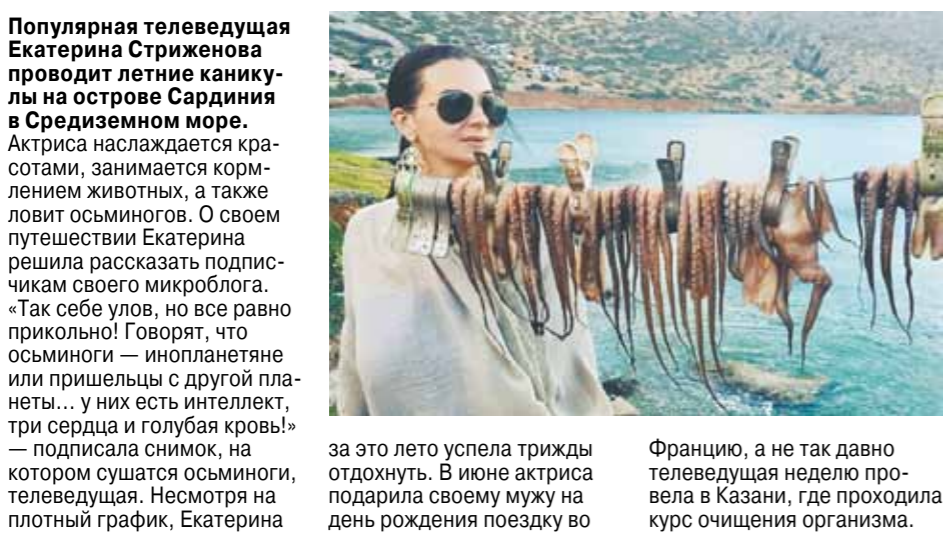 Популярная телеведущая
Екатерина Стриженова
проводит летние канику-
лы на острове Сардиния
в Средиземном море.
Актриса наслаждается кра-
сотами, занимается корм-
лением животных, а также
ловит осьминогов. О своем
путешествии Екатерина
решила рассказать подпис-
чикам своего микроблога.
«Так себе улов, но все равно
прикольно! Говорят, что
осьминоги — инопланетяне
или пришельцы с другой пла-
неты... у них есть интеллект,
три сердца и голубая кровь!»
— подписала снимок, на
котором сушатся осьминоги,
телеведущая. Несмотря на
плотный график, Екатерина
за это лето успела трижды
отдохнуть. В июне актриса
подарила своему мужу на
день рождения поездку во
Францию, а не так давно
телеведущая неделю про-
вела в Казани, где проходила
курс очищения организма.